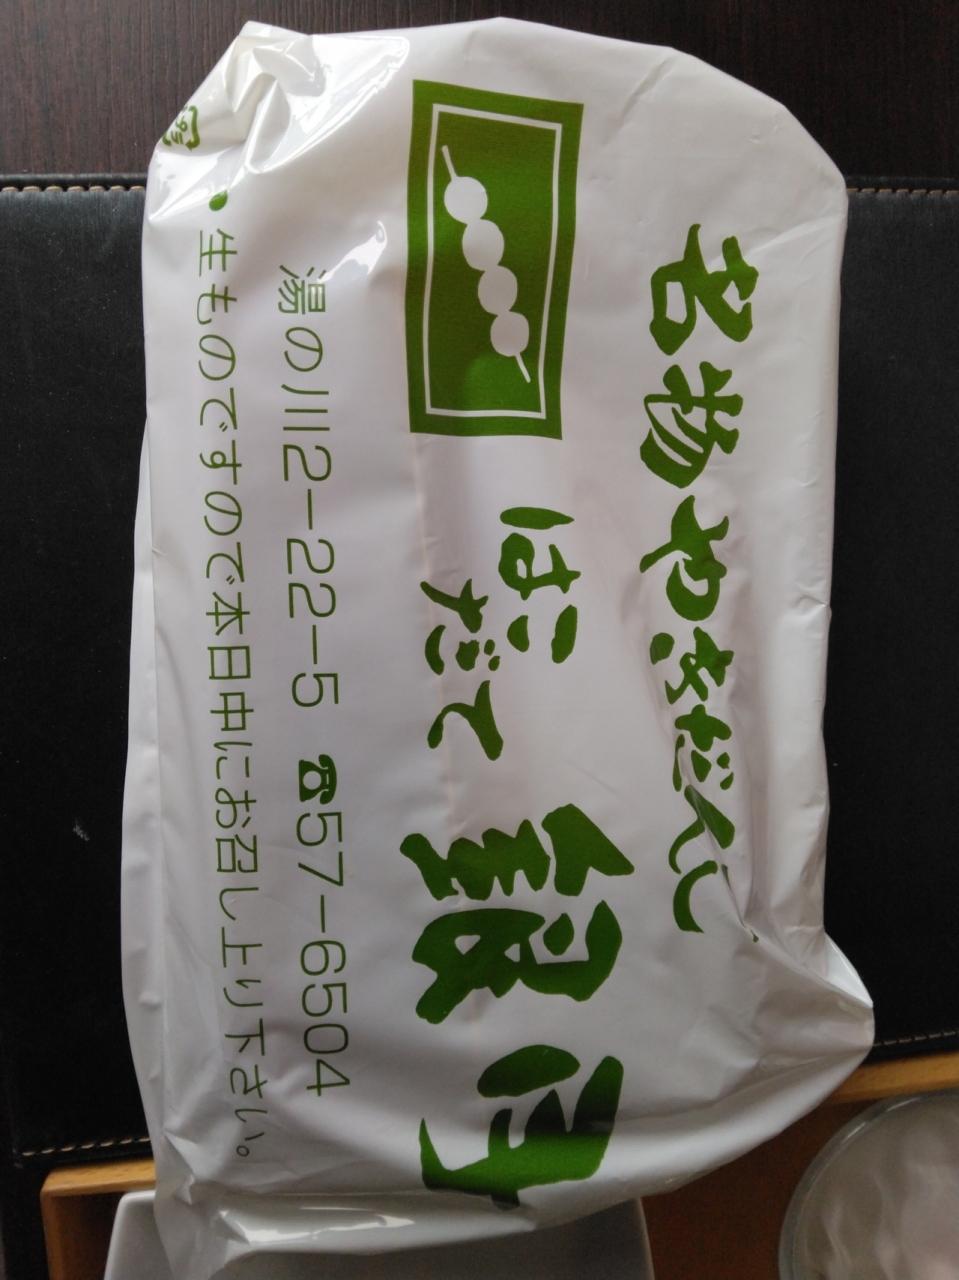 名物やきだんご
はこだて 銀月
湯の川2-22-5 ☎57-6504
・生ものですので本日中にお召し上り下さい。
プラ